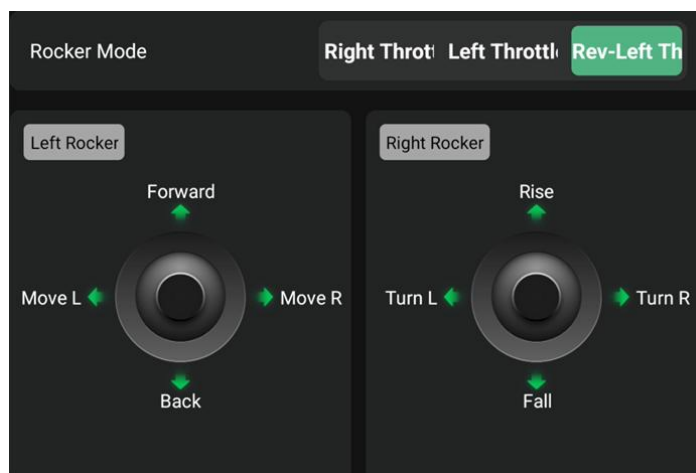 Rocker Mode
Right Thrott Left Throttle Rev-Left Th
Left Rocker
Right Rocker
Forward
Rise
Move L
Move R
Turn L
Turn R
Back
Fall